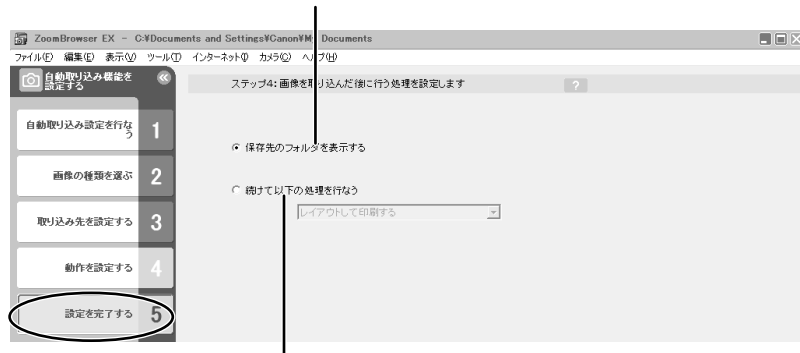 ZoomBrowser EX - C:¥Documents and Settings¥Canon¥My Documents
ファイル(F) 編集(E) 表示(V) ツール(T) インターネット(I) カメラ(C) ヘルプ(H)
自動取り込み機能を
設定する
ステップ4: 画像を取り込んだ後に行う処理を設定します
?
自動取り込み設定を行な
う
1
保存先のフォルダを表示する
画像の種類を選ぶ 2
続けて以下の処理を行なう
レイアウトして印刷する
取り込み先を設定する 3
動作を設定する 4
設定を完了する 5